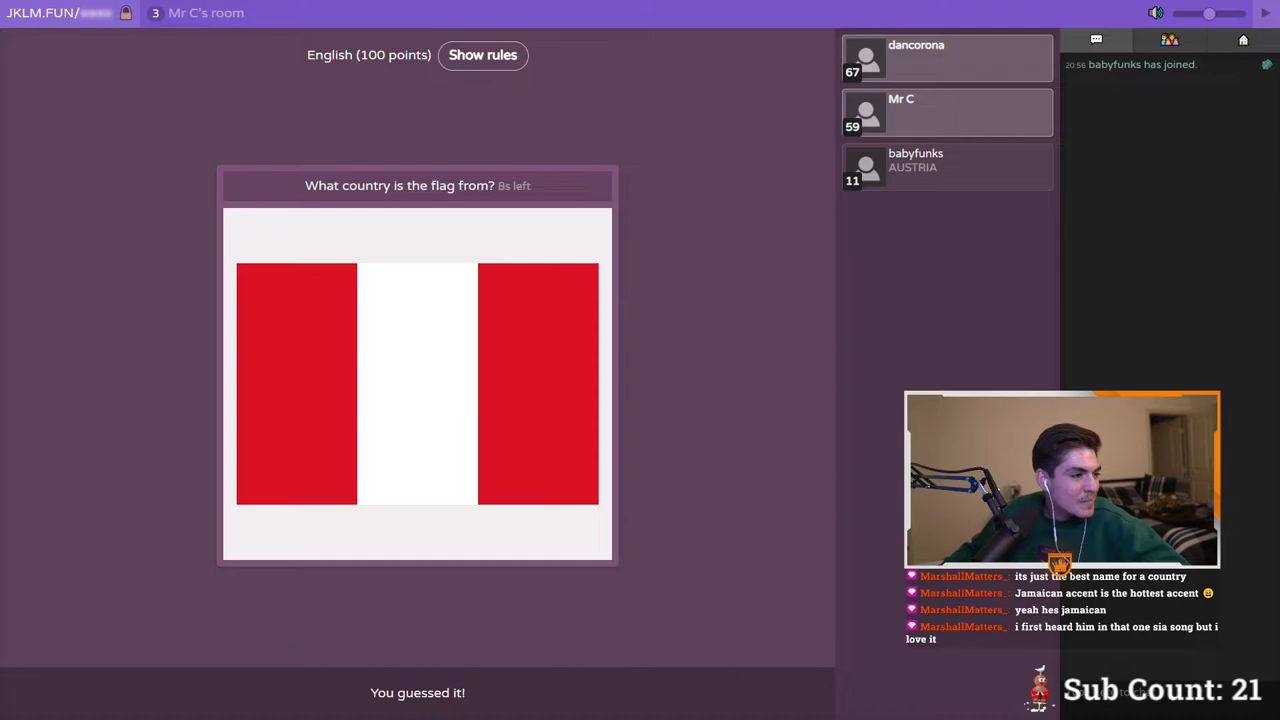 JKLM.FUN/
3 Mr C's room
English (100 points) Show rules
What country is the flag from? 8s left
You guessed it!
dancorona
67
Mr C
59
babyfunks
AUSTRIA
11
20:56 babyfunks has joined.
MarshallMatters_: its just the best name for a country
MarshallMatters_: Jamaican accent is the hottest accent
MarshallMatters_: yeah hes jamaican
MarshallMatters_: i first heard him in that one sia song but i
love it
Sub Count: 21